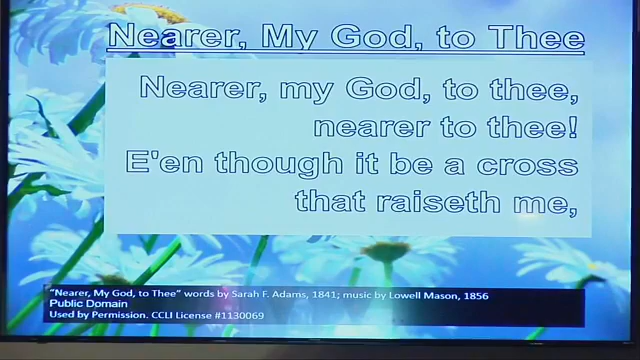 Nearer, My God, to Thee
Nearer, my God, to thee,
nearer to thee!
E'en though it be a cross
that raiseth me,
"Nearer, My God, to Thee" words by Sarah F. Adams, 1841; music by Lowell Mason, 1856
Public Domain
Used by Permission. CCLI License #1130069